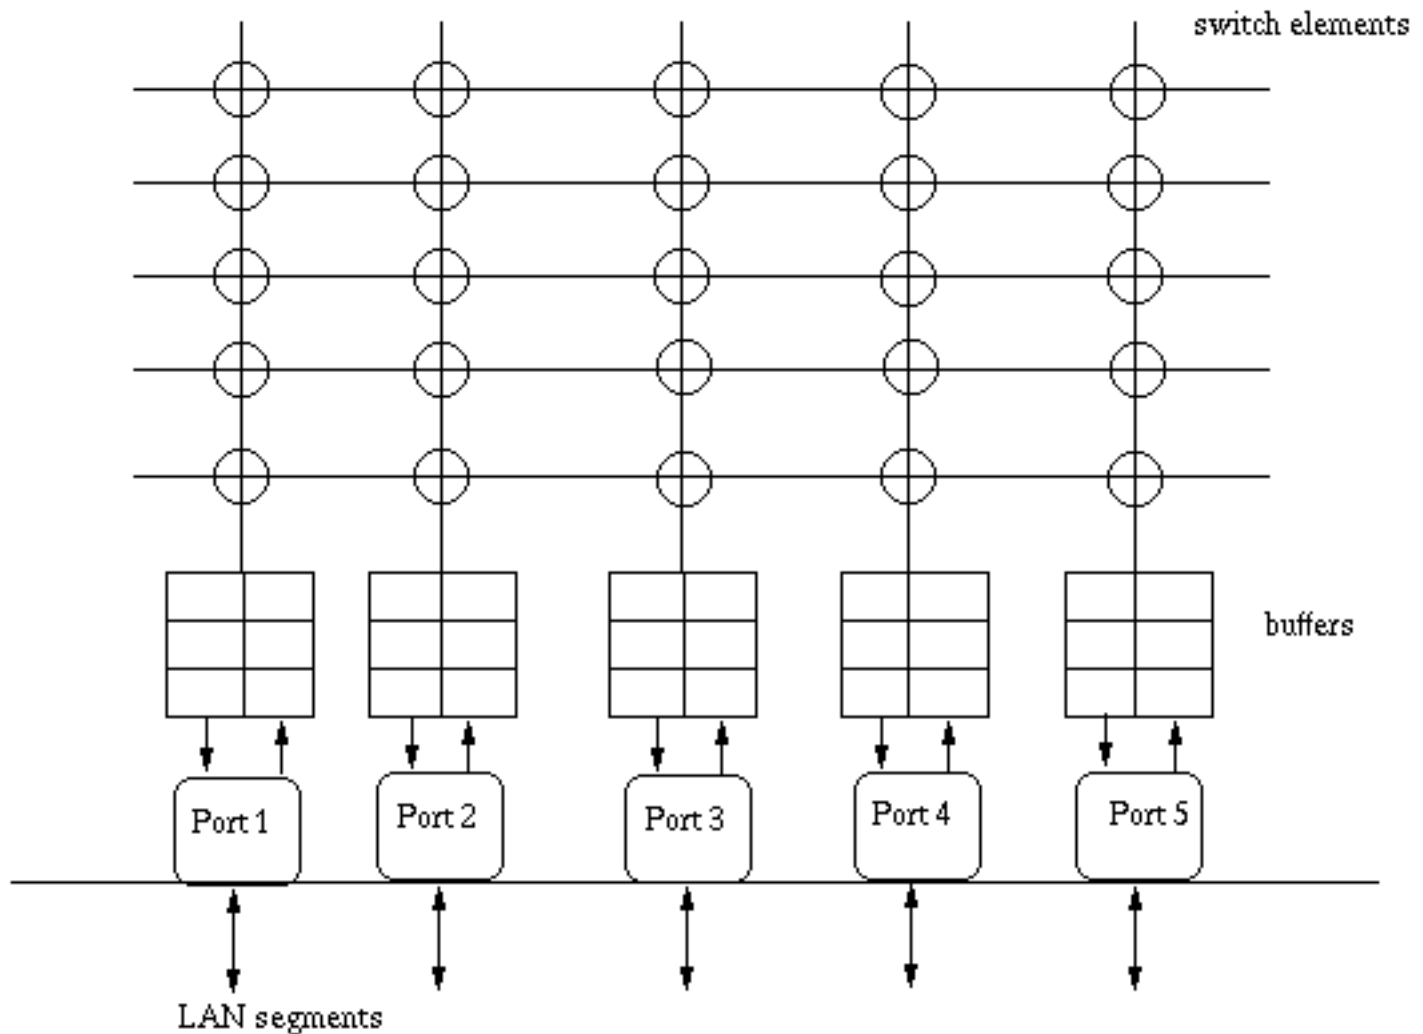 switch elements
buffers
Port 1
Port 2
Port 3
Port 4
Port 5
LAN segments